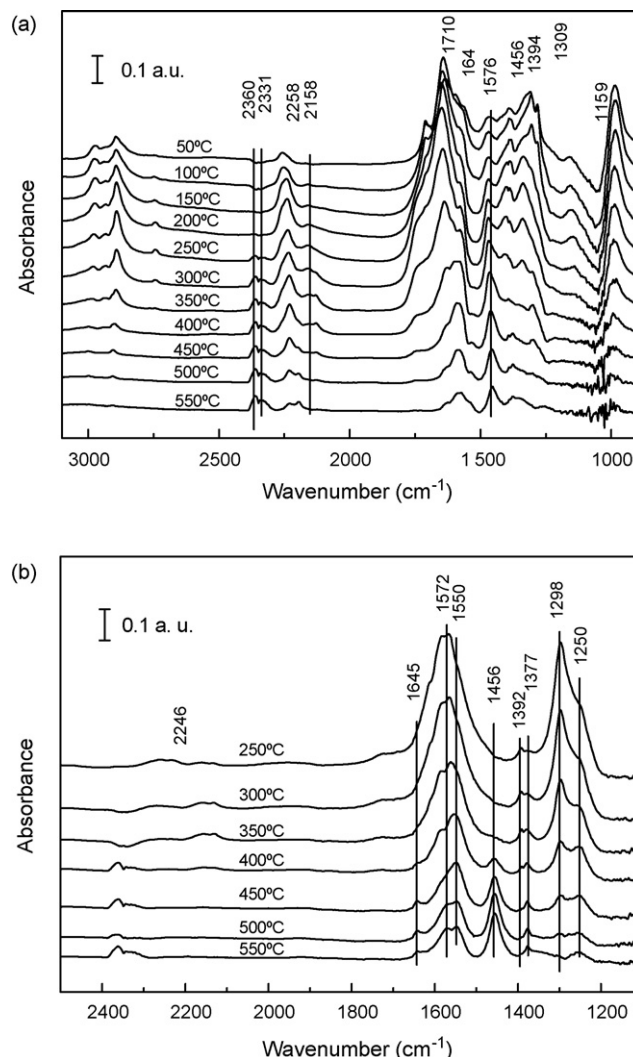 (a)
0.1 a.u.
2360
2331
2258
2158
1710
164
1576
1456
1394
1309
1159
50ºC
100ºC
150ºC
200ºC
250ºC
300ºC
350ºC
400ºC
450ºC
500ºC
550ºC
Absorbance
3000
2500
2000
1 500
1000
Wavenumber (cm-1)
(b)
0.1 a. u.
2246
1645
1572
1550
1456
1392
1377
1298
1250
250ºC
300ºC
350ºC
400ºC
450ºC
500ºC
550ºC
Absorbance
2400
2200
2000
1800
1600
1400
1200
Wavenumber (cm-1)